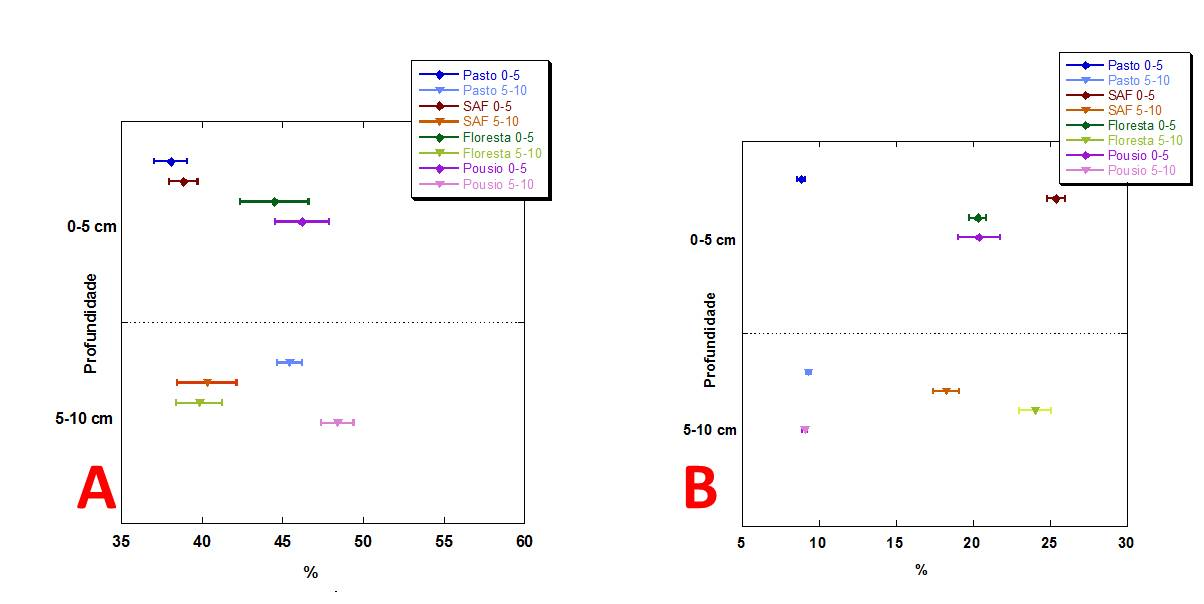 Pasto 0-5
Pasto 5-10
SAF 0-5
SAF 5-10
Floresta 0-5
Floresta 5-10
Pousio 0-5
Pousio 5-10
0-5 cm
Profundidade
5-10 cm
A
35 40 45 50 55 60
%
Pasto 0-5
Pasto 5-10
SAF 0-5
SAF 5-10
Floresta 0-5
Floresta 5-10
Pousio 0-5
Pousio 5-10
0-5 cm
Profundidade
5-10 cm
B
5 10 15 20 25 30
%